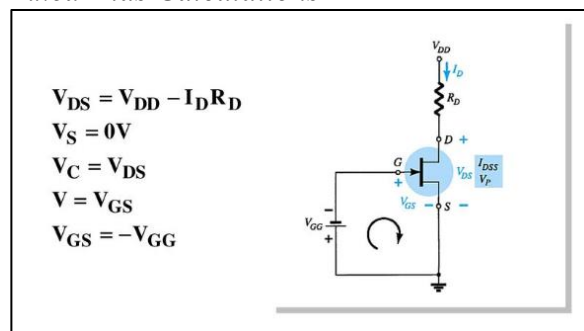 V_DS = V_DD − I_D R_D
V_S = 0V
V_C = V_DS
V = V_GS
V_GS = −V_GG
V_DD
I_D
R_D
D +
G
+
V_DS
I_DSS
V_P
V_GS − S −
−
V_GG
+